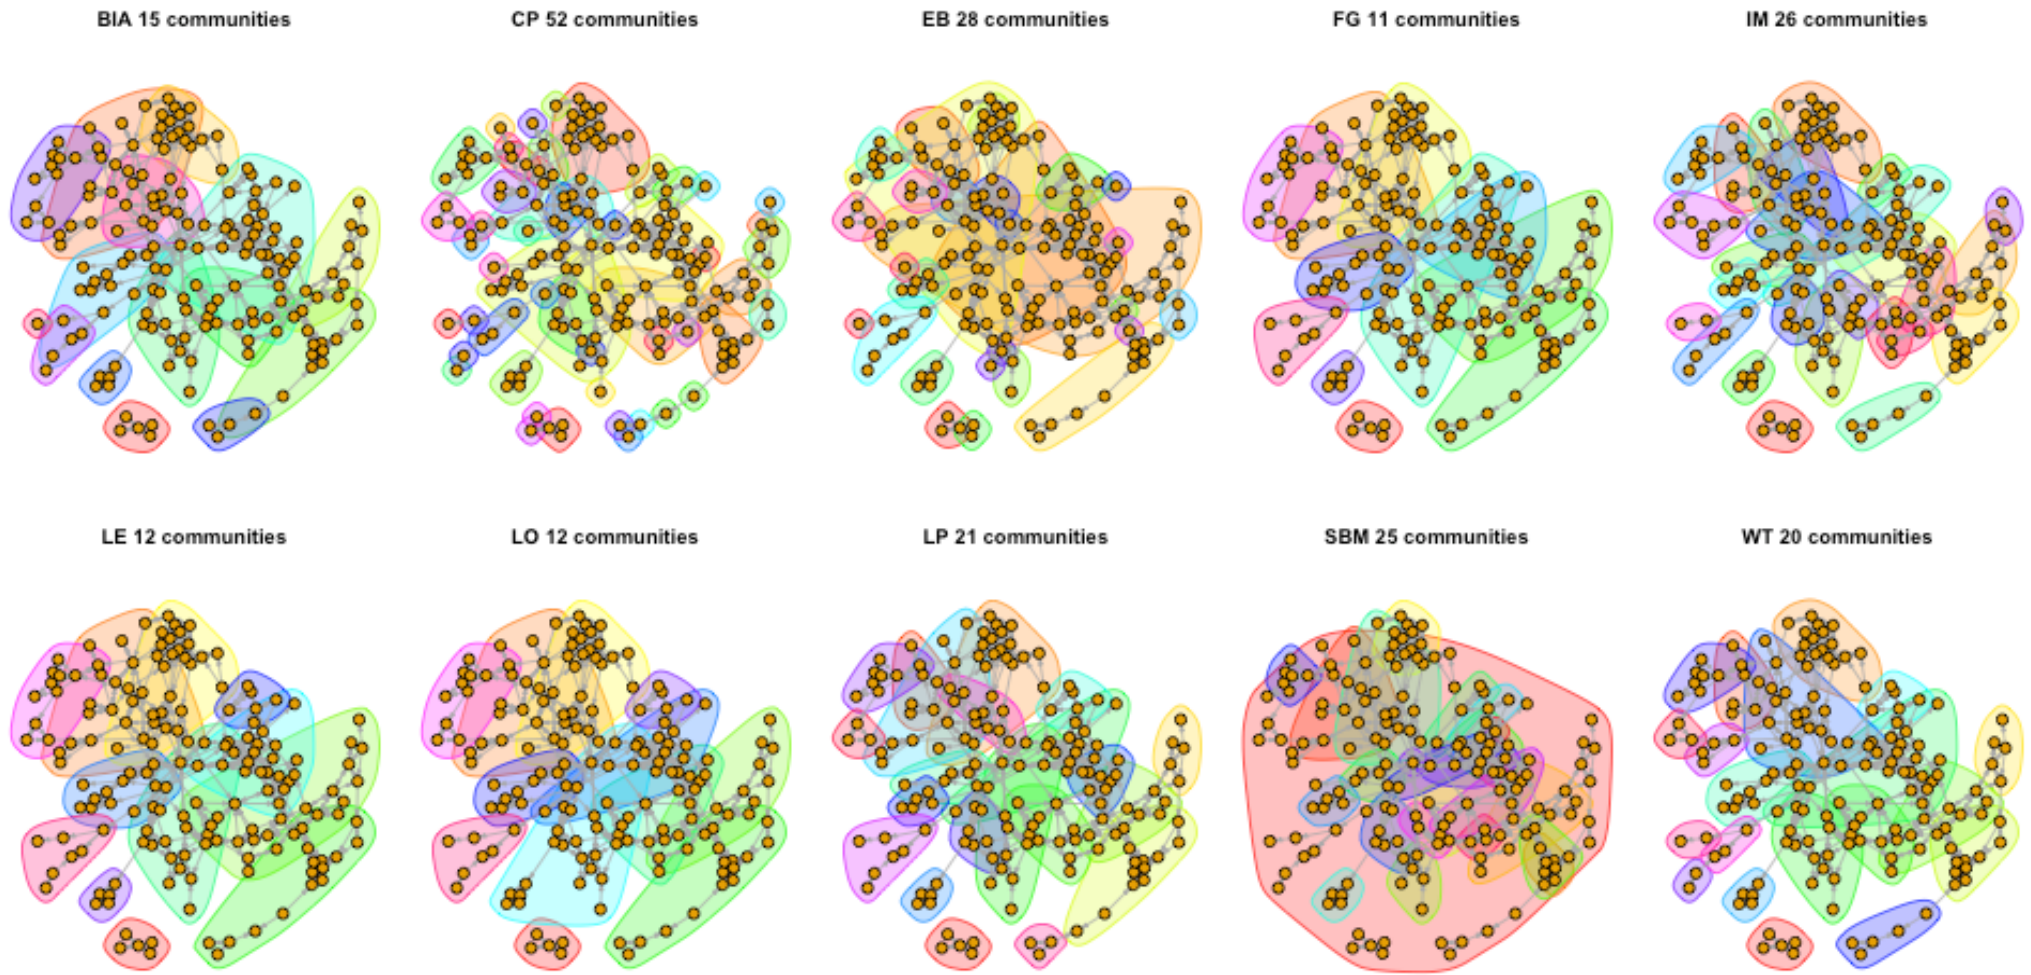 BIA 15 communities
CP 52 communities
EB 28 communities
FG 11 communities
IM 26 communities
LE 12 communities
LO 12 communities
LP 21 communities
SBM 25 communities
WT 20 communities